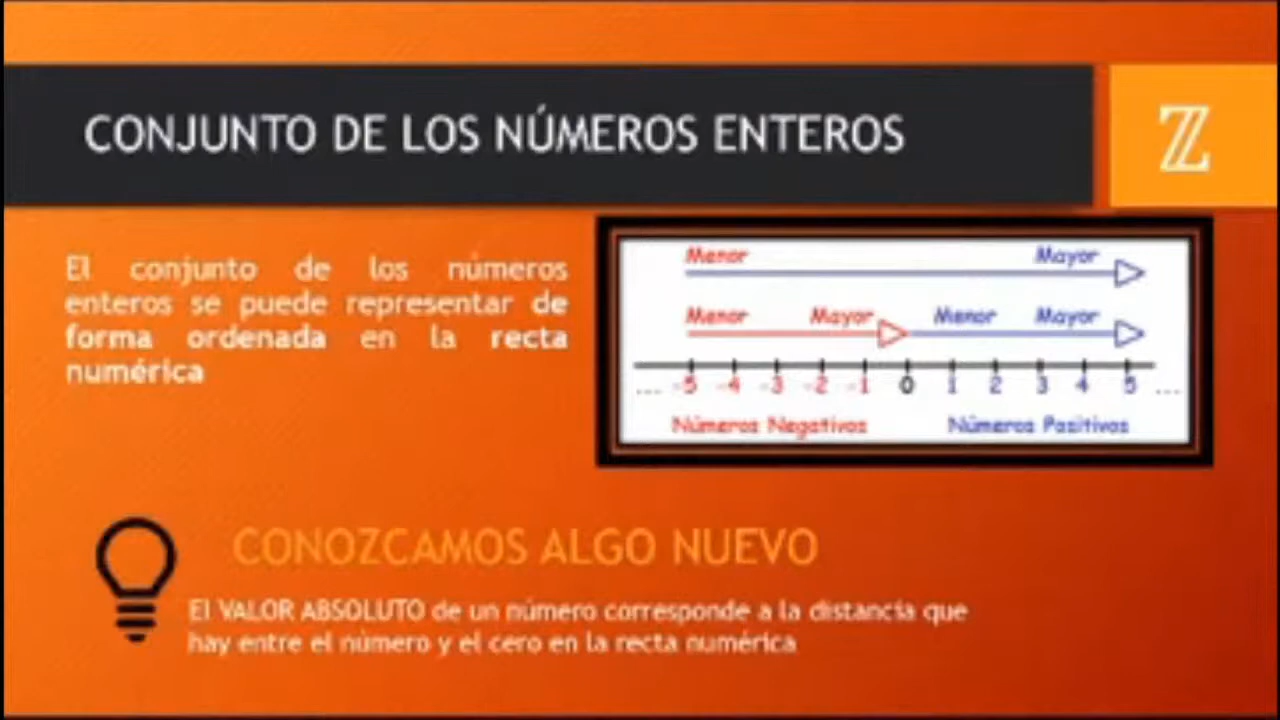 CONJUNTO DE LOS NÚMEROS ENTEROS
ℤ
El conjunto de los números
enteros se puede representar de
forma ordenada en la recta
numérica
Menor Mayor
Menor Mayor Menor Mayor
... -5 -4 -3 -2 -1 0 1 2 3 4 5 ...
Números Negativos Números Positivos
CONOZCAMOS ALGO NUEVO
El VALOR ABSOLUTO de un número corresponde a la distancia que
hay entre el número y el cero en la recta numérica